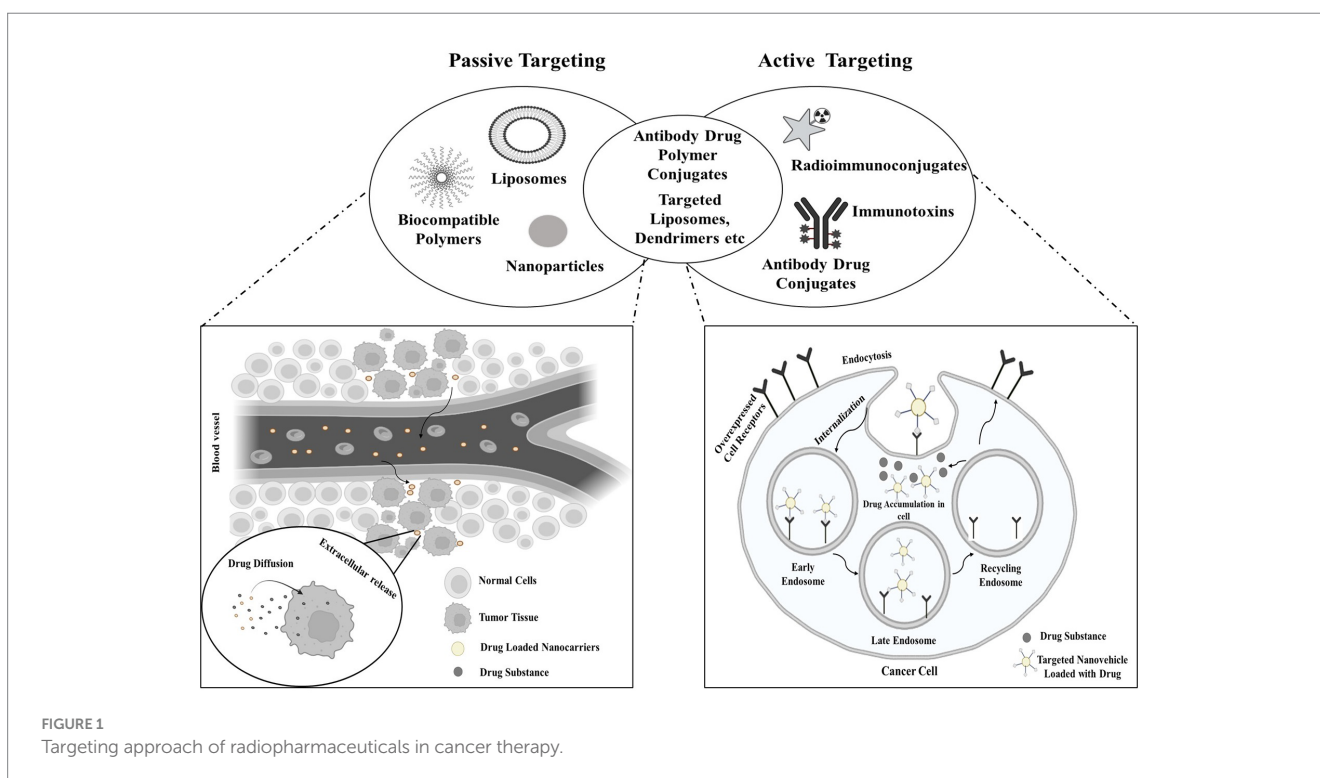 Passive Targeting
Active Targeting
Liposomes
Biocompatible
Polymers
Nanoparticles
Antibody Drug
Polymer
Conjugates
Targeted
Liposomes,
Dendrimers etc
Radioimmunoconjugates
Immunotoxins
Antibody Drug
Conjugates
Blood vessel
Drug Diffusion
Extracellular release
Normal Cells
Tumor Tissue
Drug Loaded Nanocarriers
Drug Substance
Overexpressed
Cell Receptors
Endocytosis
Internalization
Drug Accumulation in
cell
Early
Endosome
Late Endosome
Recycling
Endosome
Cancer Cell
Drug Substance
Targeted Nanovehicle
Loaded with Drug
FIGURE 1
Targeting approach of radiopharmaceuticals in cancer therapy.